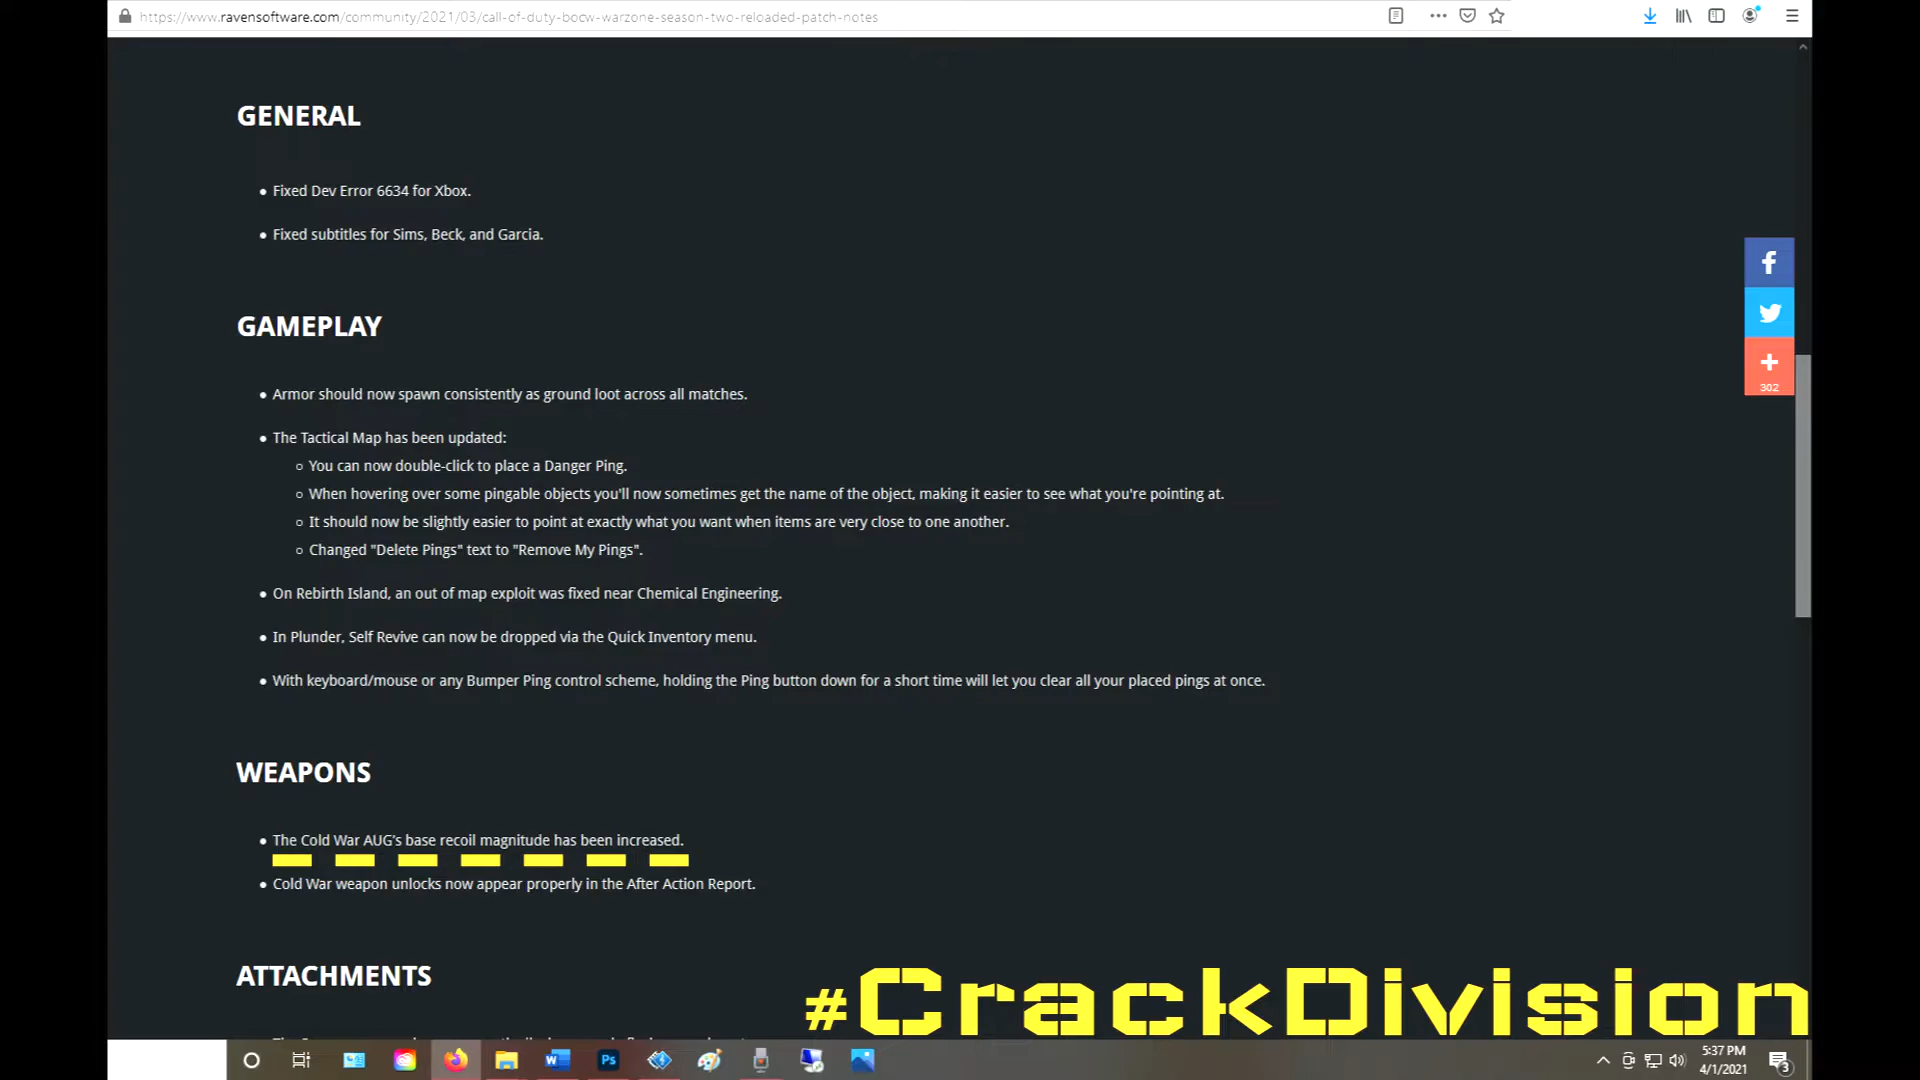 https://www.ravensoftware.com/community/2021/03/call-of-duty-bocw-warzone-season-two-reloaded-patch-notes
GENERAL
Fixed Dev Error 6634 for Xbox.
Fixed subtitles for Sims, Beck, and Garcia.
GAMEPLAY
Armor should now spawn consistently as ground loot across all matches.
The Tactical Map has been updated:
You can now double-click to place a Danger Ping.
When hovering over some pingable objects you'll now sometimes get the name of the object, making it easier to see what you're pointing at.
It should now be slightly easier to point at exactly what you want when items are very close to one another.
Changed "Delete Pings" text to "Remove My Pings".
On Rebirth Island, an out of map exploit was fixed near Chemical Engineering.
In Plunder, Self Revive can now be dropped via the Quick Inventory menu.
With keyboard/mouse or any Bumper Ping control scheme, holding the Ping button down for a short time will let you clear all your placed pings at once.
302
WEAPONS
The Cold War AUG's base recoil magnitude has been increased.
Cold War weapon unlocks now appear properly in the After Action Report.
ATTACHMENTS
#CrackDivision
W
Ps
5:37 PM
4/1/2021
3